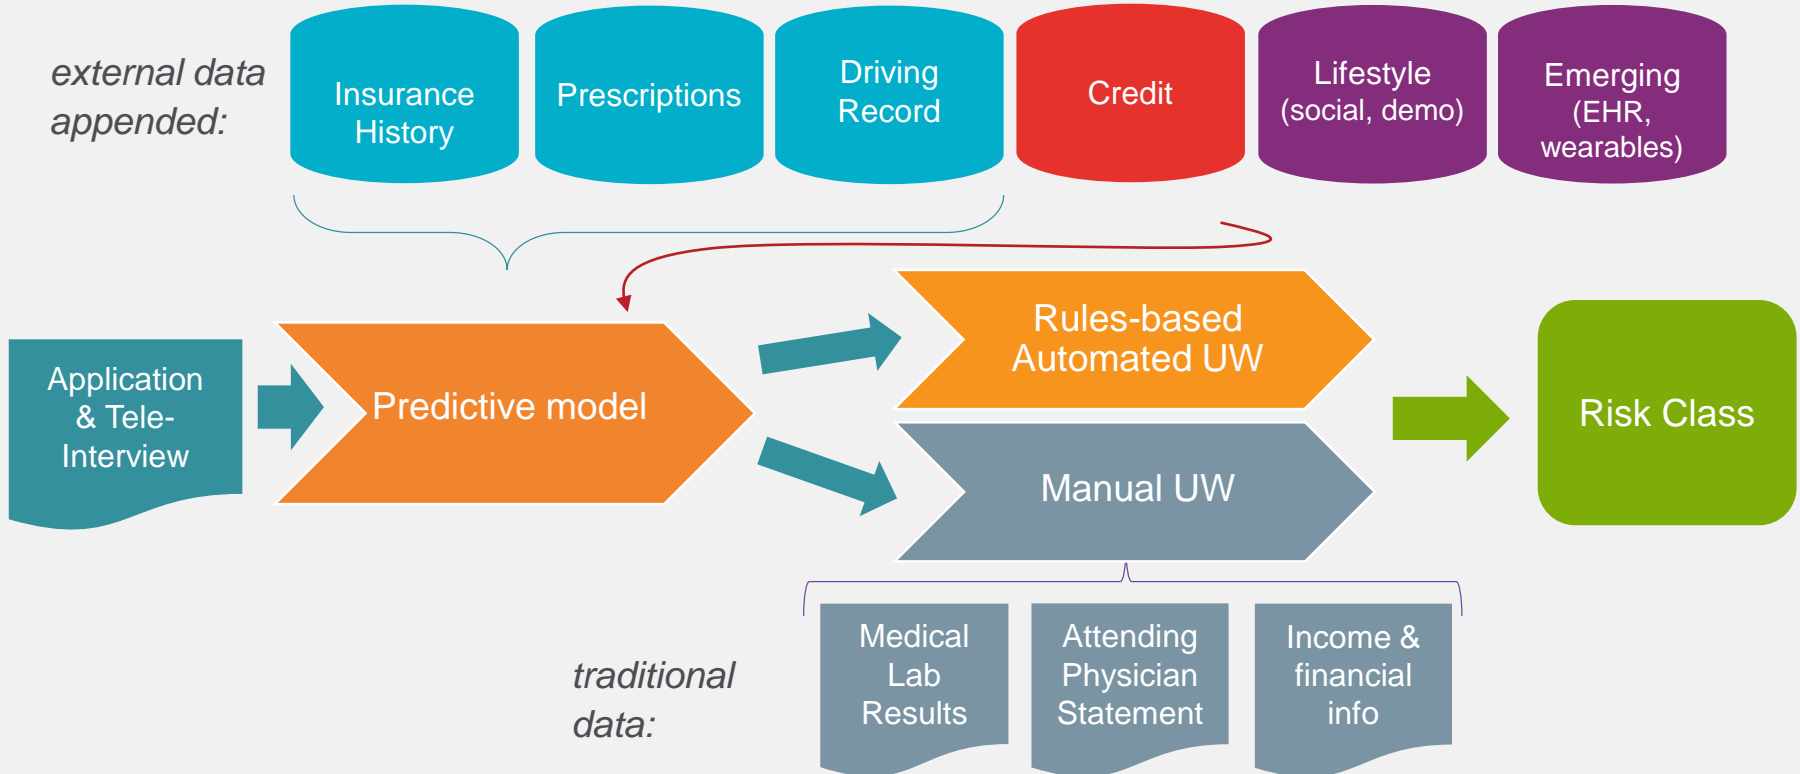 external data
appended:
Insurance
History
Prescriptions
Driving
Record
Credit
Lifestyle
(social, demo)
Emerging
(EHR,
wearables)
Application
& Tele-
Interview
Predictive model
Rules-based
Automated UW
Manual UW
Risk Class
traditional
data:
Medical
Lab
Results
Attending
Physician
Statement
Income &
financial
info